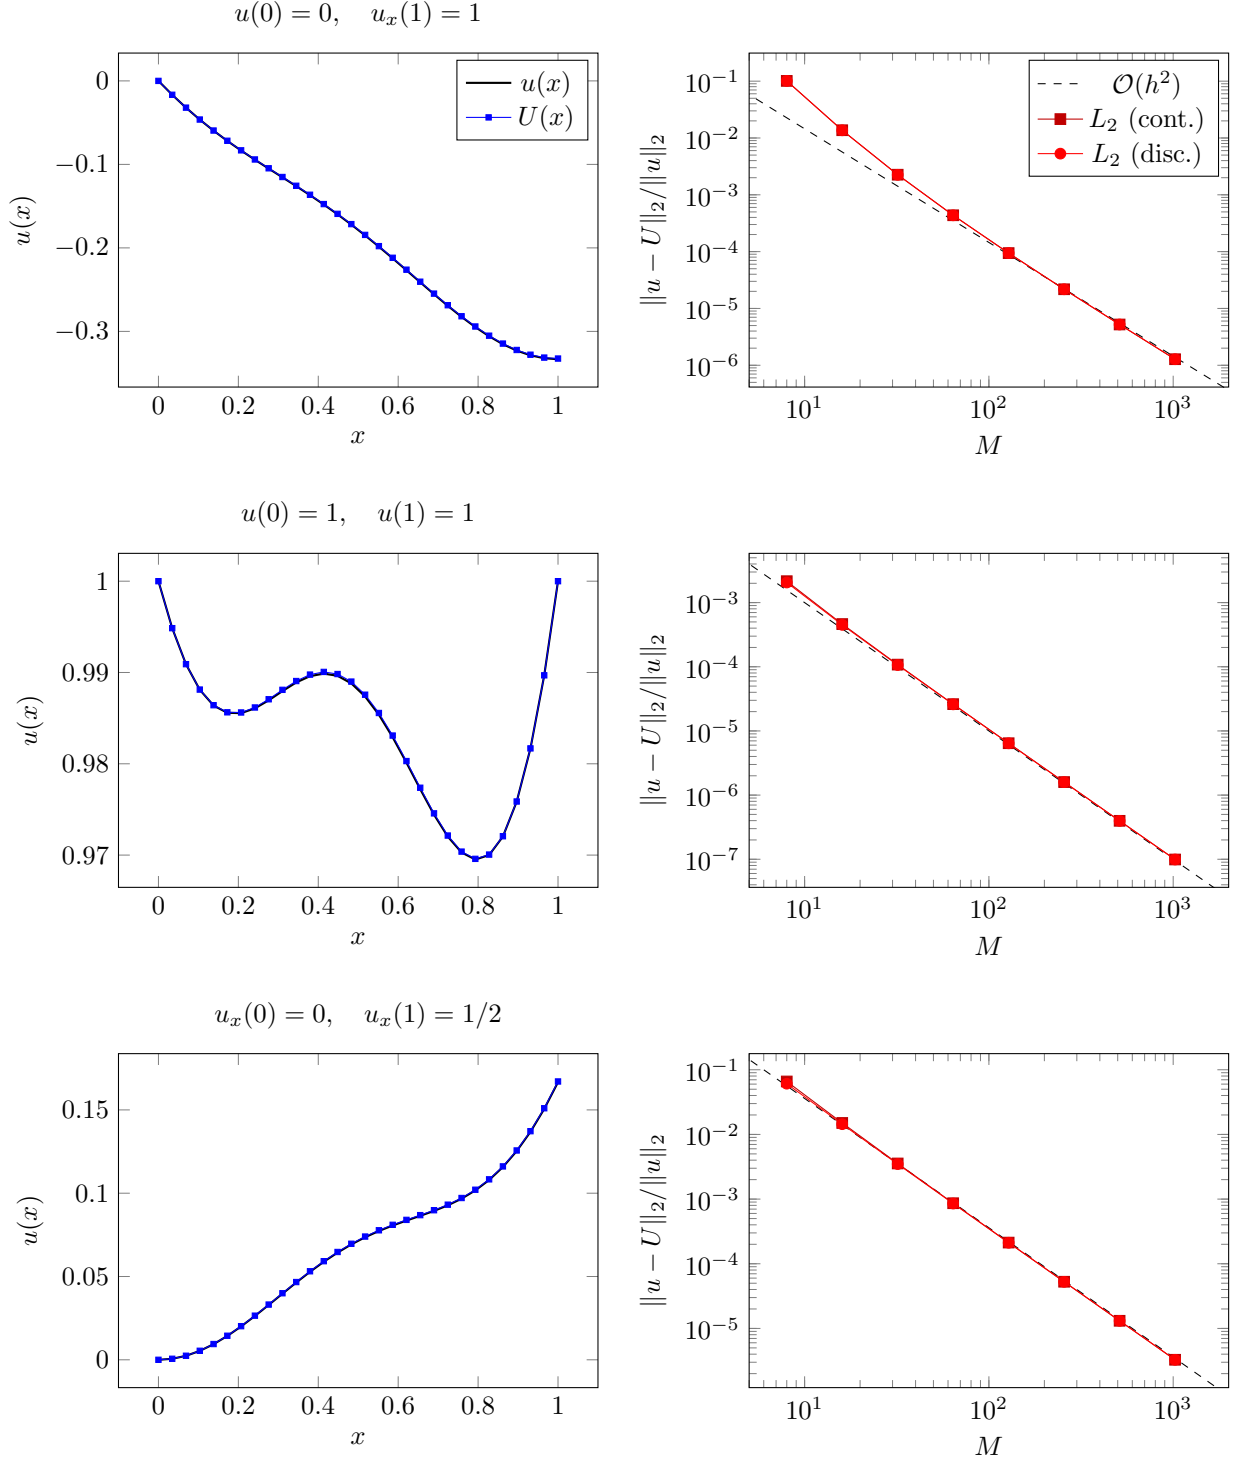 u(0) = 0, u_x(1) = 1
0
−0.1
−0.2
−0.3
u(x)
0 0.2 0.4 0.6 0.8 1
x
u(x)
U(x)
10^{-1}
10^{-2}
10^{-3}
10^{-4}
10^{-5}
10^{-6}
||u − U||_2/||u||_2
10^1 10^2 10^3
M
O(h^2)
L_2 (cont.)
L_2 (disc.)
u(0) = 1, u(1) = 1
1
0.99
0.98
0.97
u(x)
0 0.2 0.4 0.6 0.8 1
x
10^{-3}
10^{-4}
10^{-5}
10^{-6}
10^{-7}
||u − U||_2/||u||_2
10^1 10^2 10^3
M
u_x(0) = 0, u_x(1) = 1/2
0.15
0.1
0.05
0
u(x)
0 0.2 0.4 0.6 0.8 1
x
10^{-1}
10^{-2}
10^{-3}
10^{-4}
10^{-5}
||u − U||_2/||u||_2
10^1 10^2 10^3
M